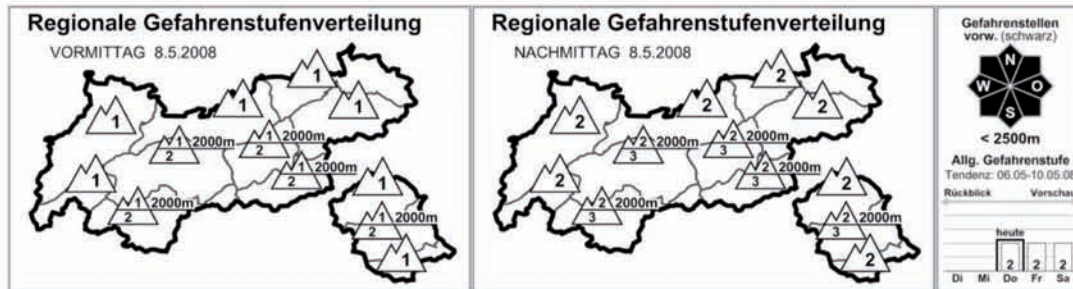 Regionale Gefahrenstufenverteilung
VORMITTAG 8.5.2008
1
1
1
1
1
1 2000m
2
1 2000m
2
1 2000m
2
1
1 2000m
2
1
1 2000m
2
1
Regionale Gefahrenstufenverteilung
NACHMITTAG 8.5.2008
2
2
2
2
2
2 2000m
3
2 2000m
3
2 2000m
3
2
2 2000m
3
2
2 2000m
3
2
Gefahrenstellen
vorw. (schwarz)
N
W O
S
< 2500m
Allg. Gefahrenstufe
Tendenz: 06.05-10.05.08
Rückblick Vorschau
heute
2 2 2
Di Mi Do Fr Sa